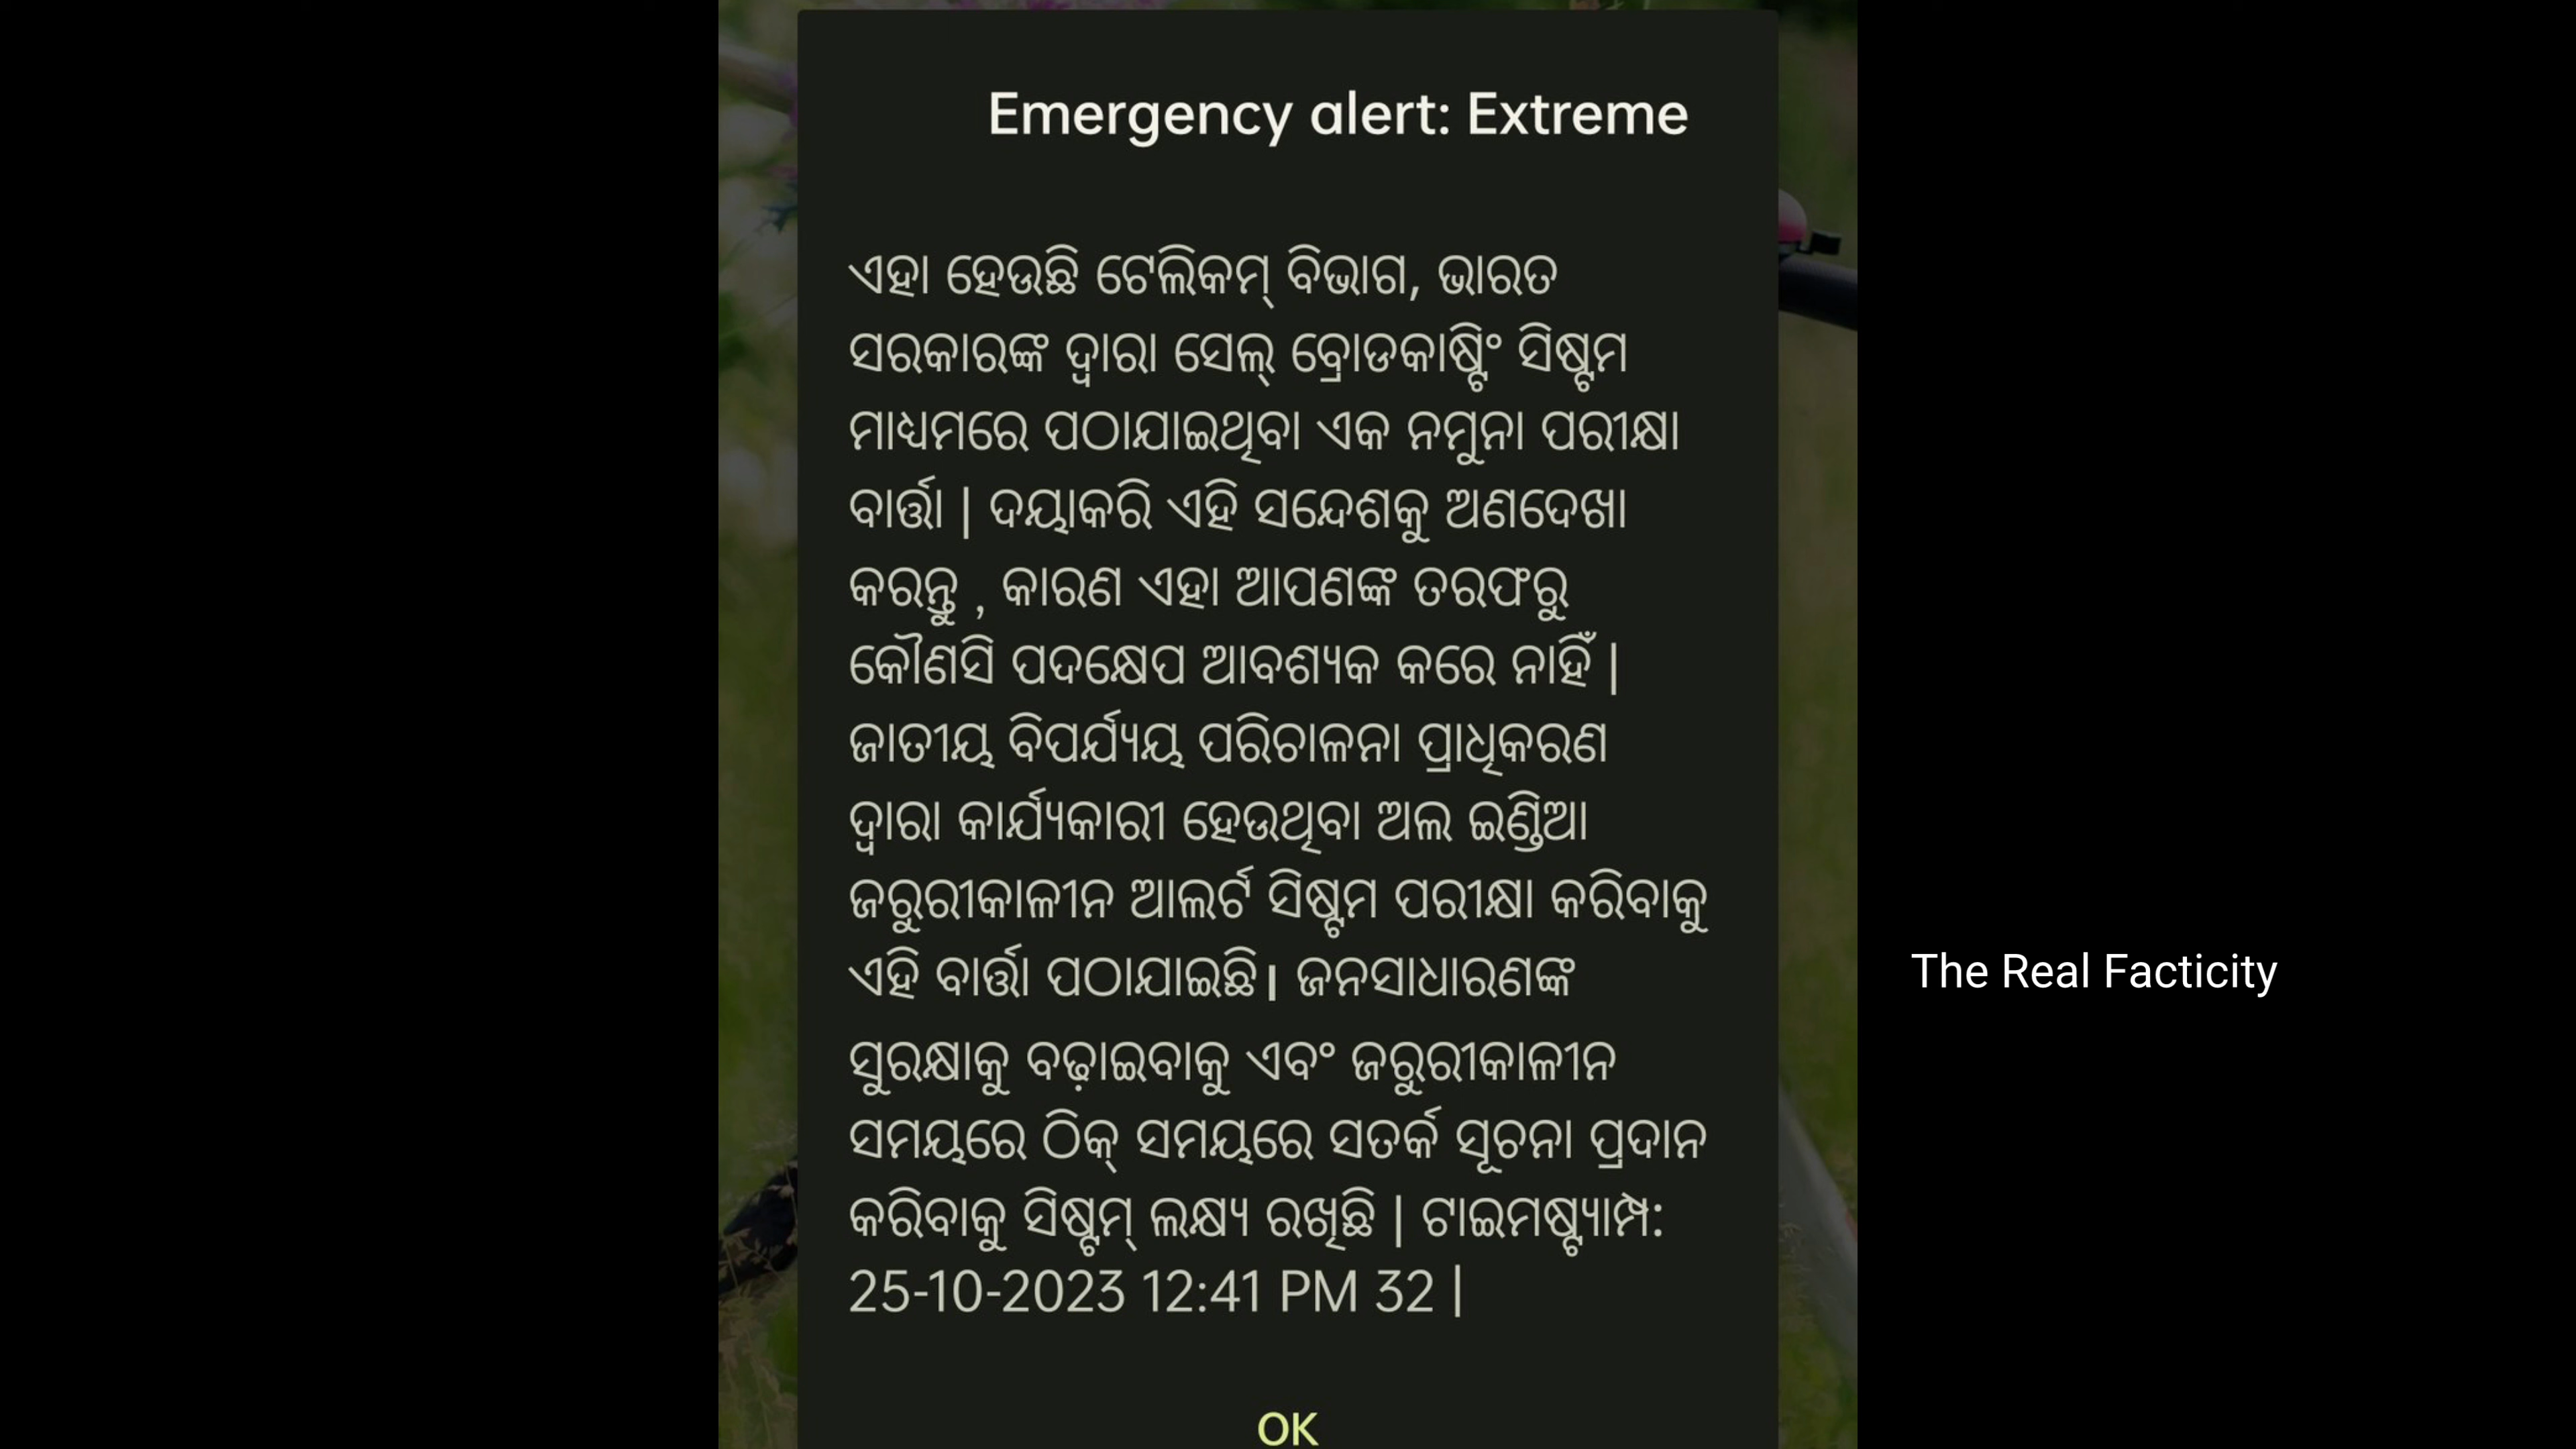 Emergency alert: Extreme
ଏହା ହେଉଛି ଟେଲିକମ୍ ବିଭାଗ, ଭାରତ
ସରକାରଙ୍କ ଦ୍ୱାରା ସେଲ୍ ବ୍ରୋଡକାଷ୍ଟିଂ ସିଷ୍ଟମ
ମାଧ୍ୟମରେ ପଠାଯାଇଥିବା ଏକ ନମୁନା ପରୀକ୍ଷା
ବାର୍ତ୍ତା | ଦୟାକରି ଏହି ସନ୍ଦେଶକୁ ଅଣଦେଖା
କରନ୍ତୁ , କାରଣ ଏହା ଆପଣଙ୍କ ତରଫରୁ
କୌଣସି ପଦକ୍ଷେପ ଆବଶ୍ୟକ କରେ ନାହିଁ |
ଜାତୀୟ ବିପର୍ଯ୍ୟୟ ପରିଚାଳନା ପ୍ରାଧିକରଣ
ଦ୍ୱାରା କାର୍ଯ୍ୟକାରୀ ହେଉଥିବା ଅଲ ଇଣ୍ଡିଆ
ଜରୁରୀକାଳୀନ ଆଲର୍ଟ ସିଷ୍ଟମ ପରୀକ୍ଷା କରିବାକୁ
ଏହି ବାର୍ତ୍ତା ପଠାଯାଇଛି। ଜନସାଧାରଣଙ୍କ
ସୁରକ୍ଷାକୁ ବଢ଼ାଇବାକୁ ଏବଂ ଜରୁରୀକାଳୀନ
ସମୟରେ ଠିକ୍ ସମୟରେ ସତର୍କ ସୂଚନା ପ୍ରଦାନ
କରିବାକୁ ସିଷ୍ଟମ୍ ଲକ୍ଷ୍ୟ ରଖିଛି | ଟାଇମଷ୍ଟ୍ୟାମ୍ପ:
25-10-2023 12:41 PM 32 |
OK
The Real Facticity